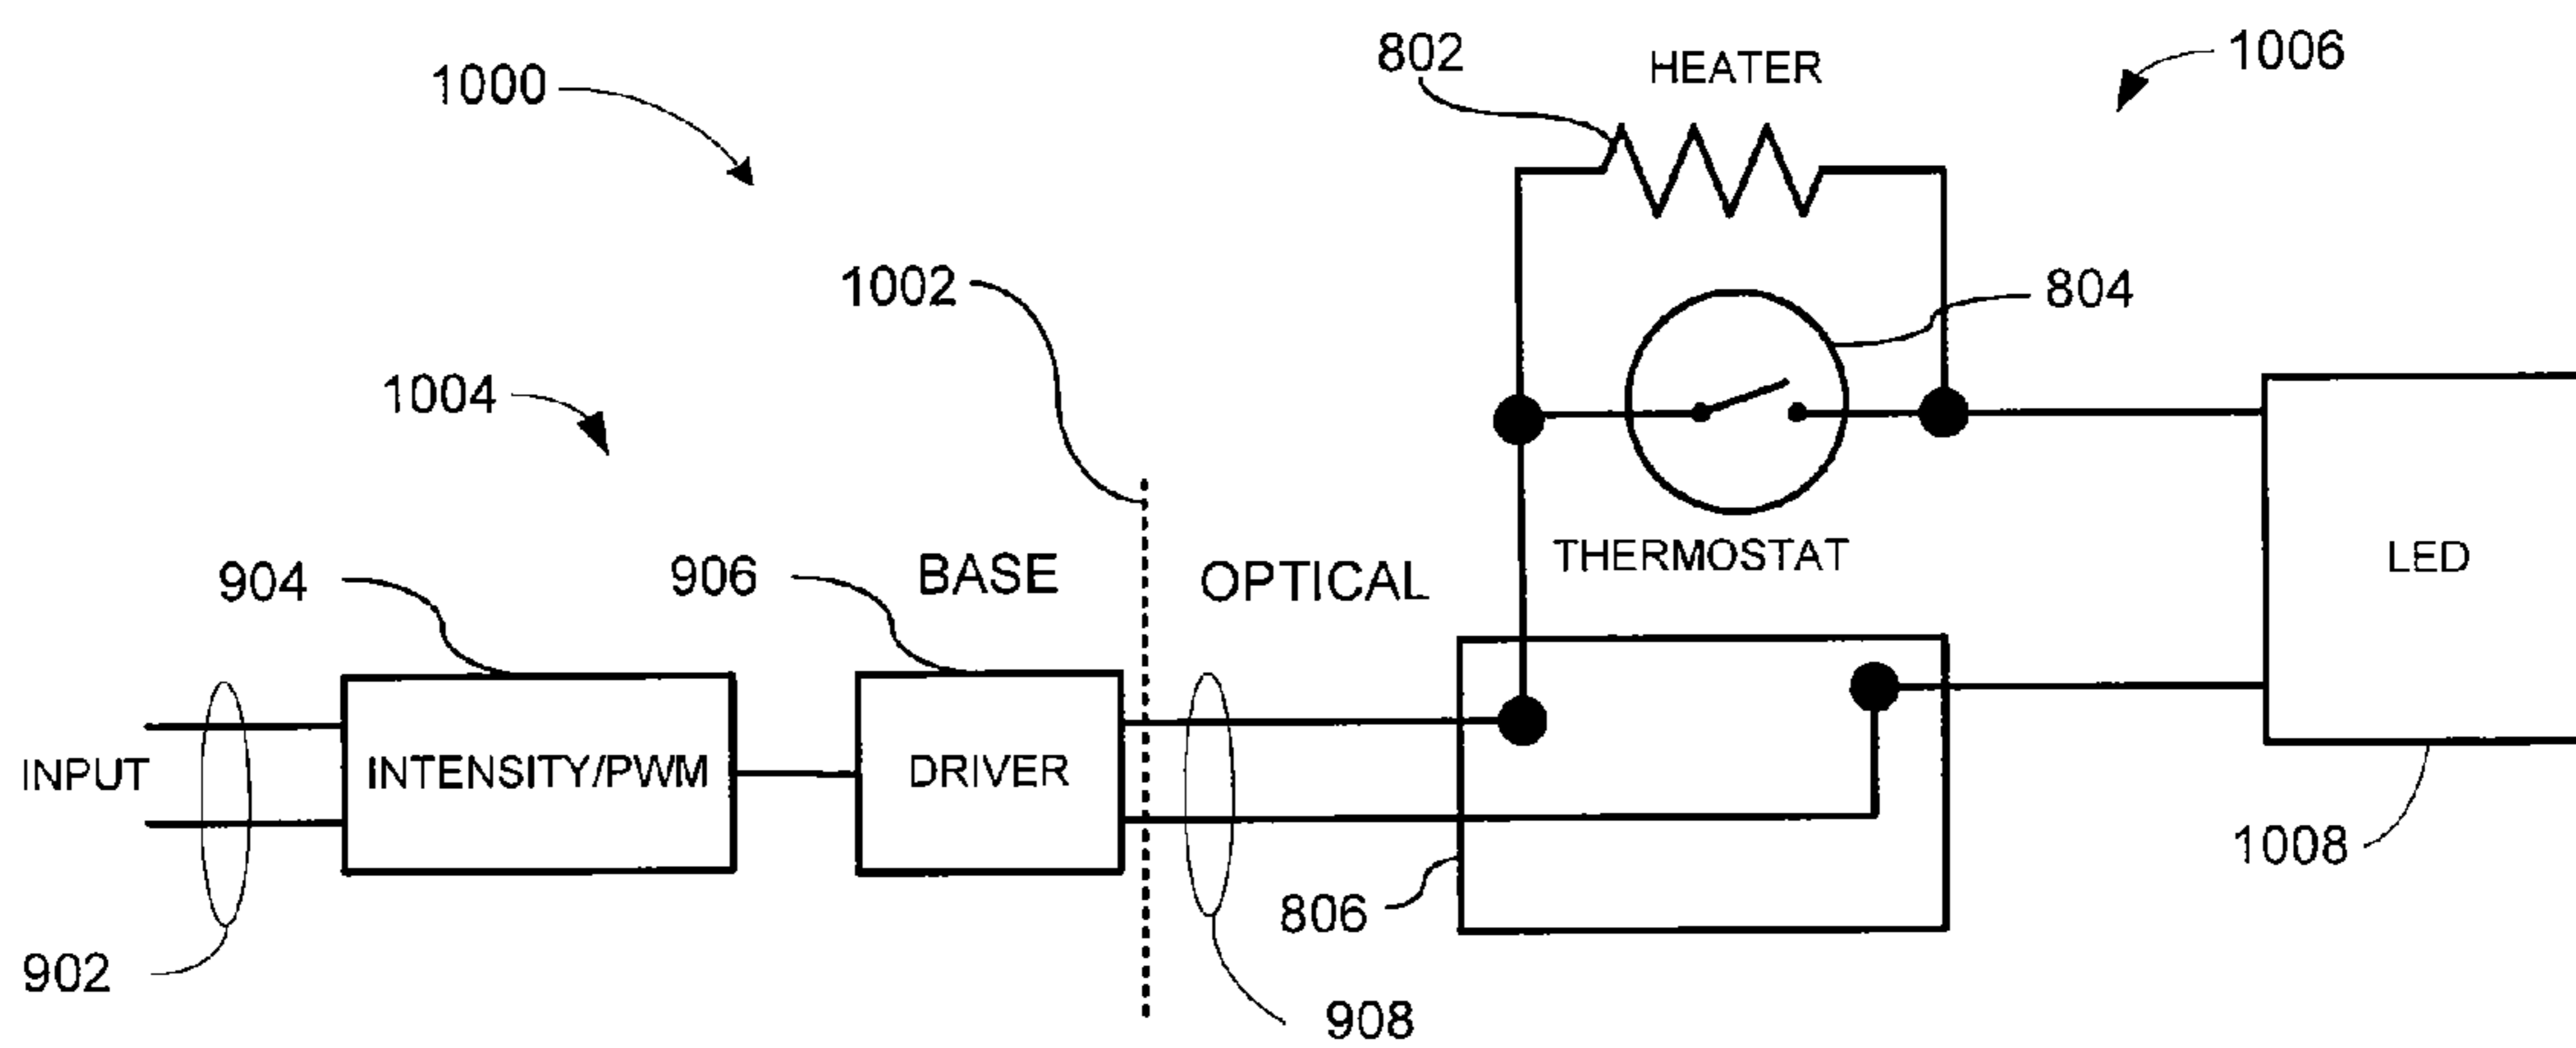 802
HEATER
1006
1000
1002
804
1004
904
906
BASE
OPTICAL
THERMOSTAT
LED
INPUT
INTENSITY/PWM
DRIVER
1008
806
902
908